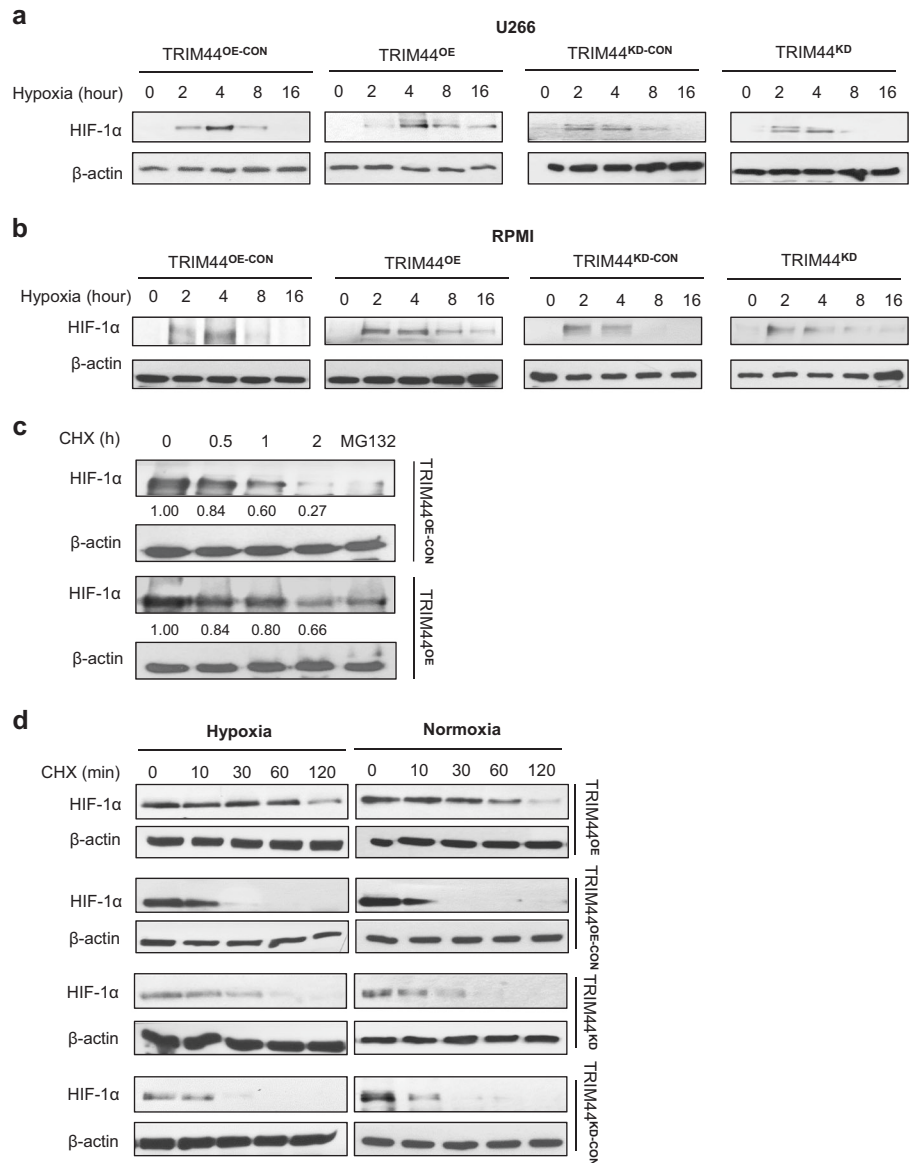 a
U266
TRIM44OE-CON TRIM44OE TRIM44KD-CON TRIM44KD
Hypoxia (hour) 0 2 4 8 16 0 2 4 8 16 0 2 4 8 16 0 2 4 8 16
HIF-1α
β-actin
b
RPMI
TRIM44OE-CON TRIM44OE TRIM44KD-CON TRIM44KD
Hypoxia (hour) 0 2 4 8 16 0 2 4 8 16 0 2 4 8 16 0 2 4 8 16
HIF-1α
β-actin
c
CHX (h) 0 0.5 1 2 MG132
HIF-1α
1.00 0.84 0.60 0.27
β-actin
TRIM44OE-CON
HIF-1α
1.00 0.84 0.80 0.66
β-actin
TRIM44OE
d
Hypoxia Normoxia
CHX (min) 0 10 30 60 120 0 10 30 60 120
HIF-1α
β-actin
TRIM44OE
HIF-1α
β-actin
TRIM44OE-CON
HIF-1α
β-actin
TRIM44KD
HIF-1α
β-actin
TRIM44KD-CON